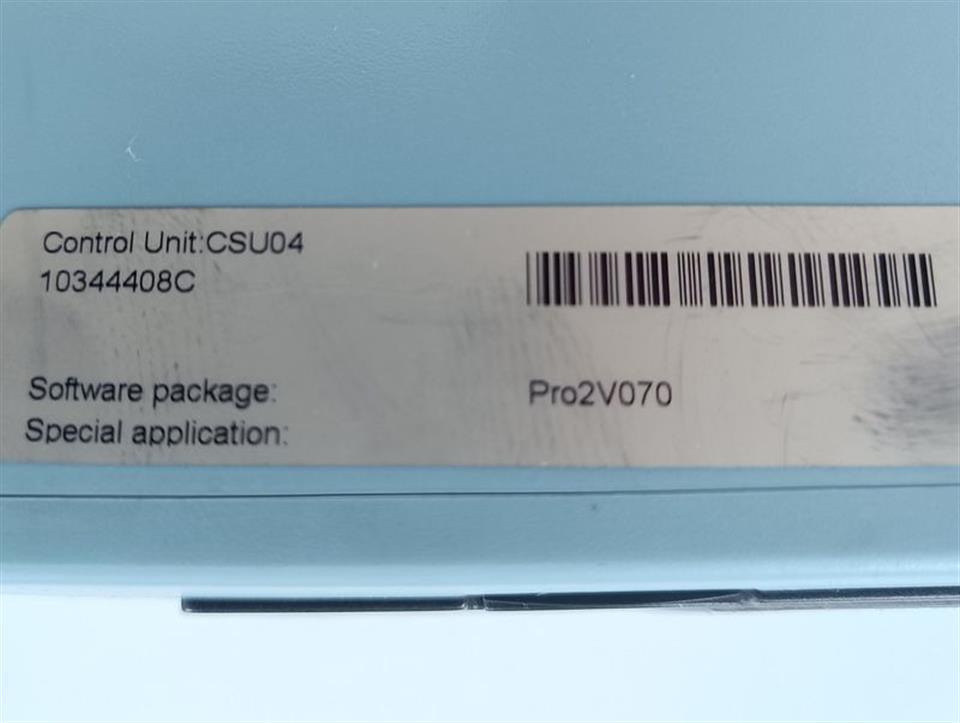 Control Unit:CSU04
10344408C
Software package: Pro2V070
Special application: